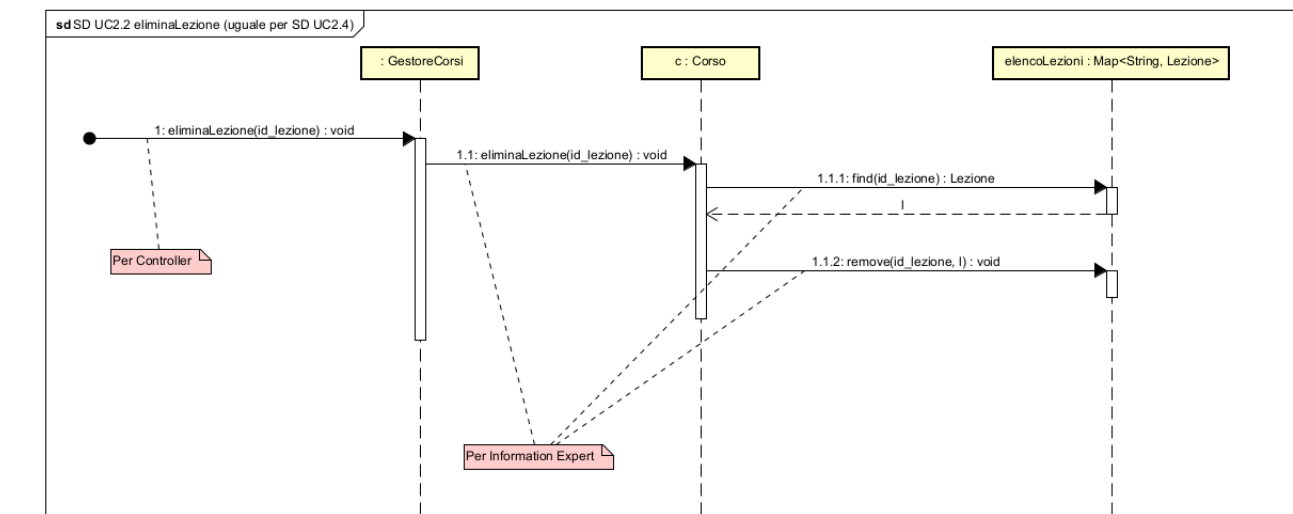 sd SD UC2.2 eliminaLezione (uguale per SD UC2.4)
: GestoreCorsi
c : Corso
elencoLezioni : Map<String, Lezione>
1: eliminaLezione(id_lezione) : void
1.1: eliminaLezione(id_lezione) : void
1.1.1: find(id_lezione) : Lezione
l
Per Controller
1.1.2: remove(id_lezione, l) : void
Per Information Expert